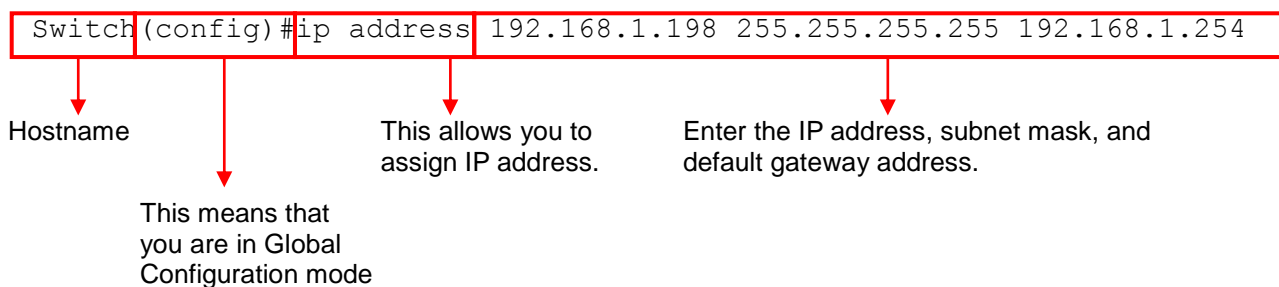 Switch(config)#ip address 192.168.1.198 255.255.255.255 192.168.1.254
Hostname
This allows you to
assign IP address.
Enter the IP address, subnet mask, and
default gateway address.
This means that
you are in Global
Configuration mode